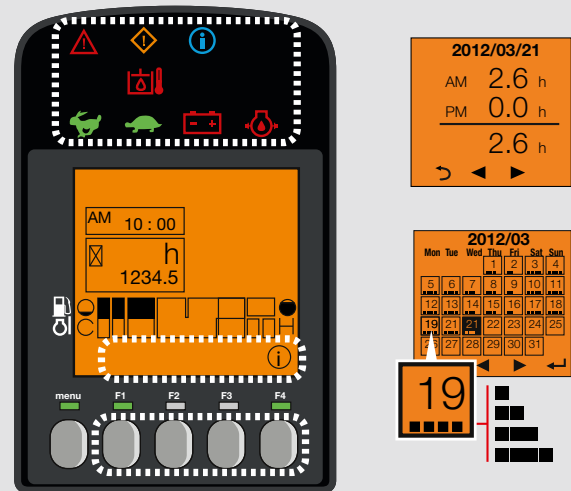 AM 10 : 00
h
1234.5
C H
i
menu F1 F2 F3 F4
2012/03/21
AM 2.6 h
PM 0.0 h
2.6 h
2012/03
Mon Tue Wed Thu Fri Sat Sun
1 2 3 4
5 6 7 8 9 10 11
12 13 14 15 16 17 18
19 21 21 22 23 24 25
27 28 29 30 31
19